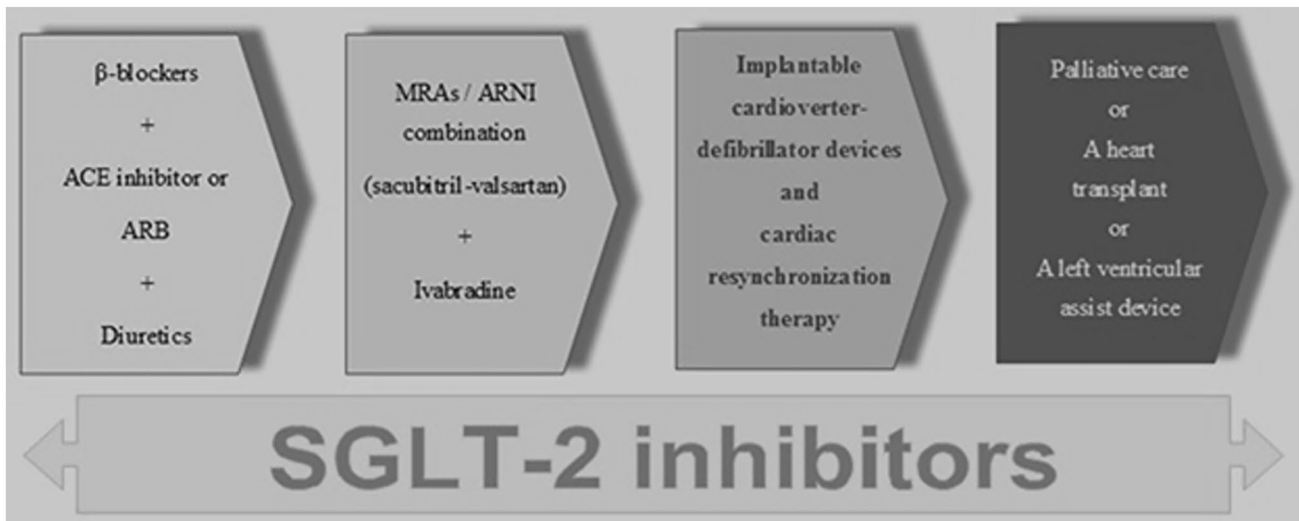 β-blockers
+
ACE inhibitor or
ARB
+
Diuretics
MRAs / ARNI
combination
(sacubitril-valsartan)
+
Ivabradine
Implantable
cardioverter-
defibrillator devices
and
cardiac
resynchronization
therapy
Palliative care
or
A heart
transplant
or
A left ventricular
assist device
SGLT-2 inhibitors